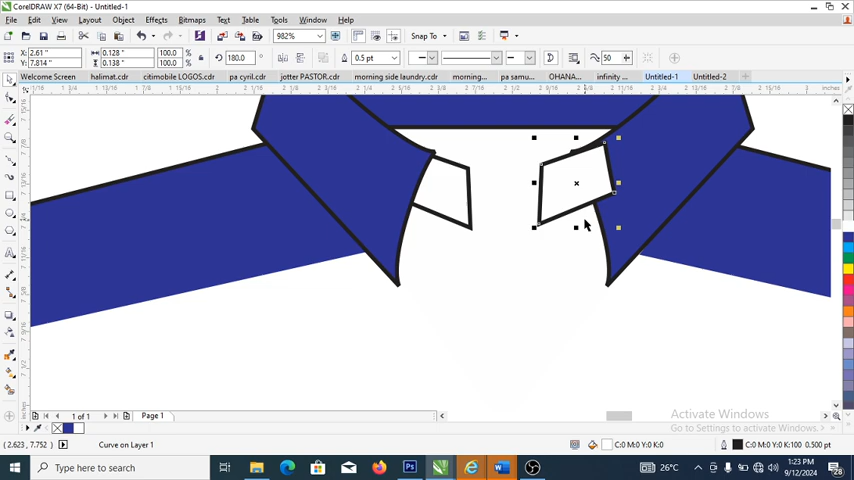 CorelDRAW X7 (64-Bit) - Untitled-1
File Edit View Layout Object Effects Bitmaps Text Table Tools Window Help
982% Snap To
X: 2.61 " 0.128 " 100.0 % 180.0 ° 0.5 pt 50
Y: 7.814 " 0.138 " 100.0 %
Welcome Screen halimat.cdr citimobile LOGOS.cdr pa cyril.cdr jotter PASTOR.cdr morning side laundry.cdr morning... pa samu... OHANA... infinity ... Untitled-1 Untitled-2
inches
inches
1 of 1 Page 1
Activate Windows
Go to Settings to activate Windows.
(2.623 , 7.752 ) Curve on Layer 1 C:0 M:0 Y:0 K:0 C:0 M:0 Y:0 K:100 0.500 pt
Type here to search 26°C 1:23 PM
9/12/2024 28